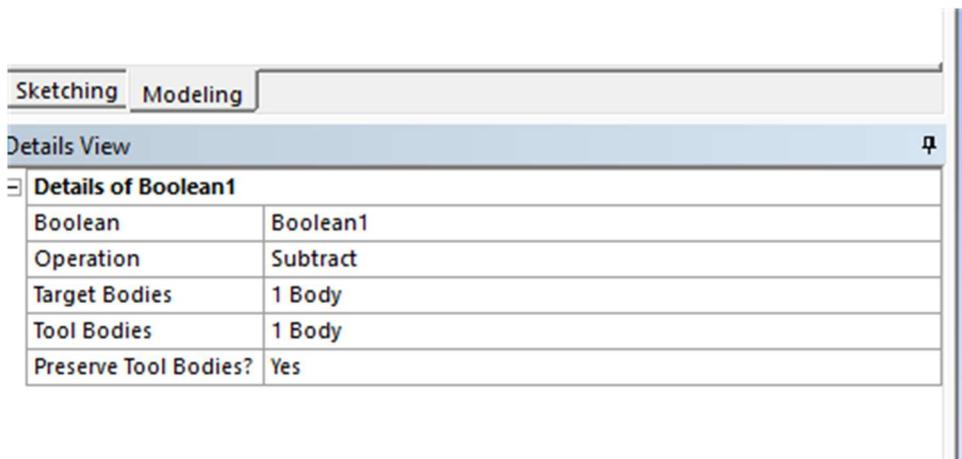 Sketching Modeling
Details View
Details of Boolean1
Boolean Boolean1
Operation Subtract
Target Bodies 1 Body
Tool Bodies 1 Body
Preserve Tool Bodies? Yes